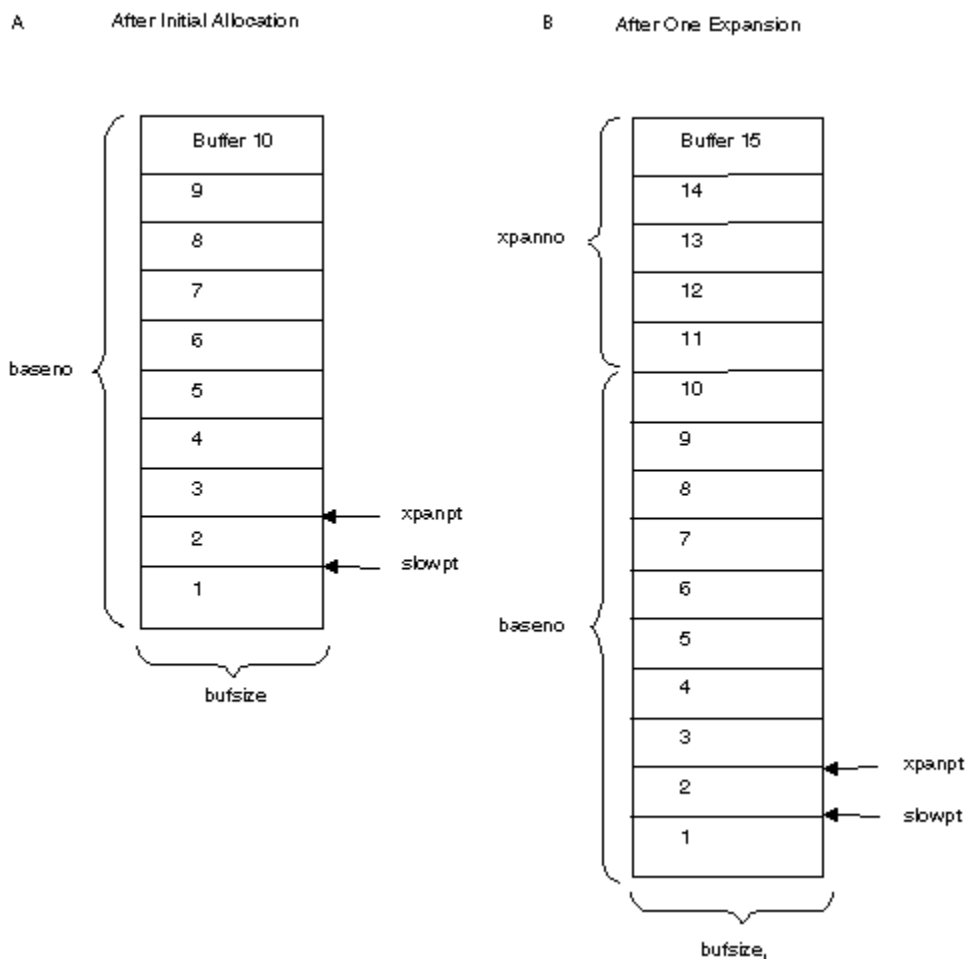 A After Initial Allocation
Buffer 10
9
8
7
6
baseno
5
4
3
xpanpt
2
slowpt
1
bufsize
B After One Expansion
Buffer 15
14
xpanno
13
12
11
10
9
8
7
6
baseno
5
4
3
xpanpt
2
slowpt
1
bufsize,